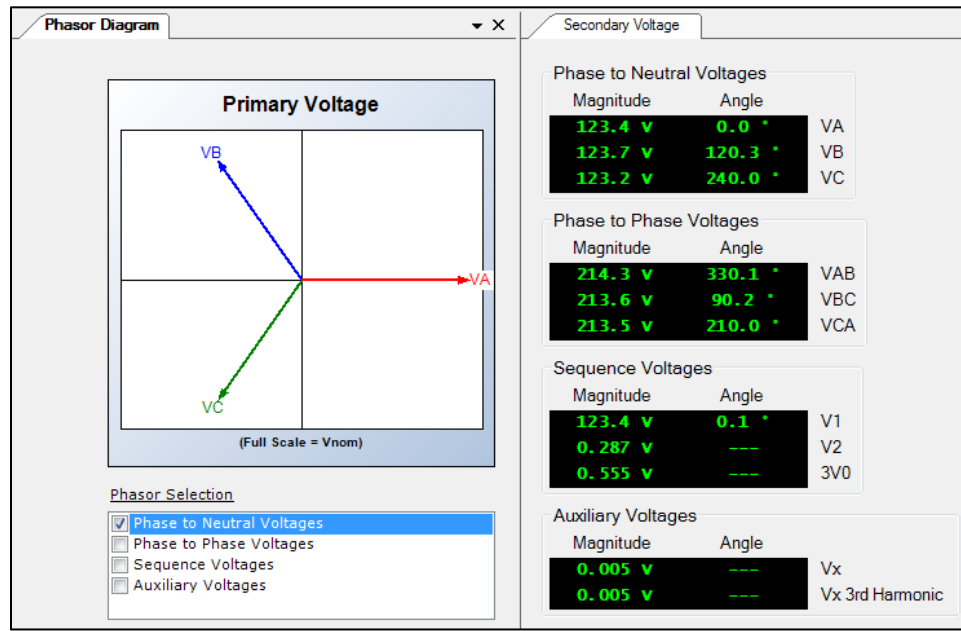 Phasor Diagram
Primary Voltage
VB
VA
VC
(Full Scale = Vnom)
Phasor Selection
Phase to Neutral Voltages
Phase to Phase Voltages
Sequence Voltages
Auxiliary Voltages
Secondary Voltage
Phase to Neutral Voltages
Magnitude Angle
123.4 v 0.0 ° VA
123.7 v 120.3 ° VB
123.2 v 240.0 ° VC
Phase to Phase Voltages
Magnitude Angle
214.3 v 330.1 ° VAB
213.6 v 90.2 ° VBC
213.5 v 210.0 ° VCA
Sequence Voltages
Magnitude Angle
123.4 v 0.1 ° V1
0.287 v --- V2
0.555 v --- 3V0
Auxiliary Voltages
Magnitude Angle
0.005 v --- Vx
0.005 v --- Vx 3rd Harmonic